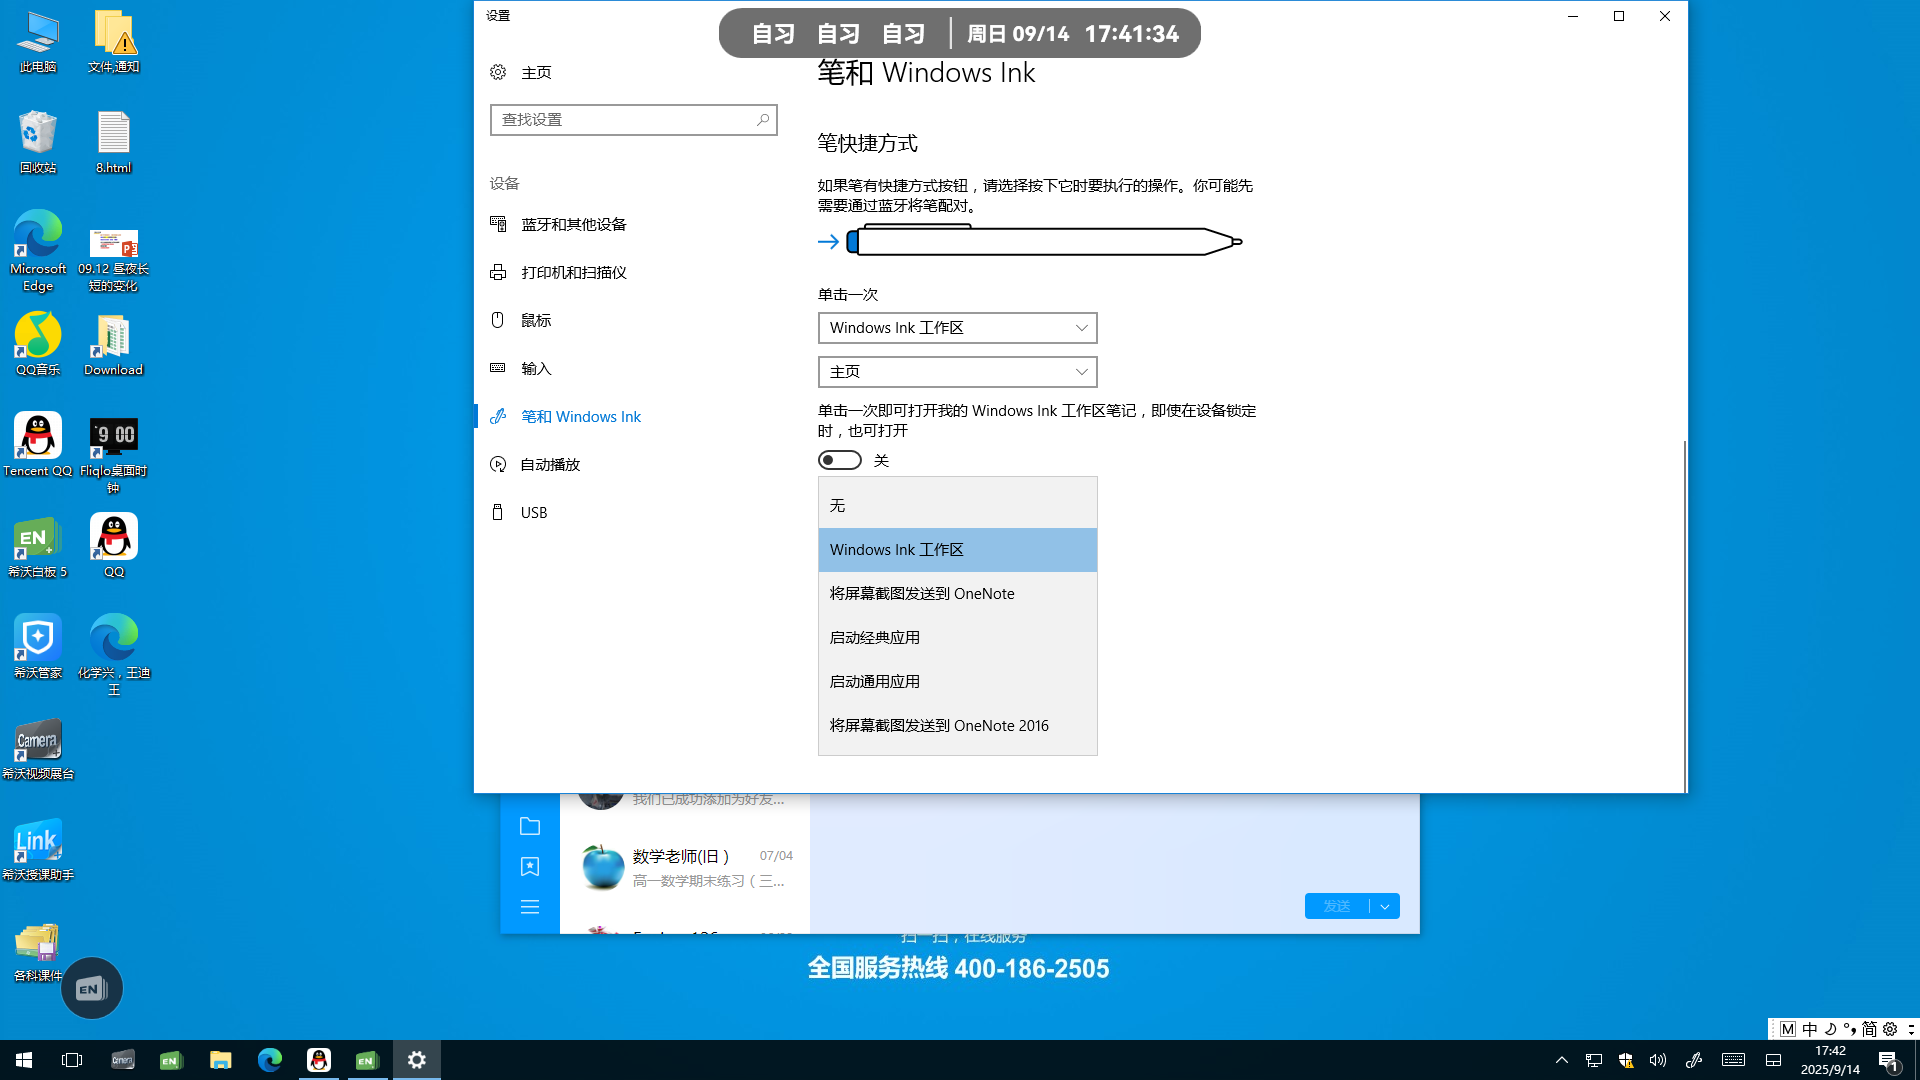 设置
自习 自习 自习 周日 09/14 17:41:34
主页
笔和 Windows Ink
查找设置
笔快捷方式
如果笔有快捷方式按钮，请选择按下它时要执行的操作。你可能先
需要通过蓝牙将笔配对。
设备
蓝牙和其他设备
打印机和扫描仪
鼠标
输入
笔和 Windows Ink
自动播放
USB
单击一次
Windows Ink 工作区
主页
单击一次即可打开我的 Windows Ink 工作区笔记，即使在设备锁定
时，也可打开
关
无
Windows Ink 工作区
将屏幕截图发送到 OneNote
启动经典应用
启动通用应用
将屏幕截图发送到 OneNote 2016
此电脑
文件,通知
回收站
8.html
Microsoft
Edge
09.12 昼夜长
短的变化
QQ音乐
Download
Tencent QQ
Fliqlo桌面时
钟
EN
希沃白板 5
QQ
希沃管家
化学兴，王迪
王
Camera
希沃视频展台
Link
希沃授课助手
各科课件
EN
我们已成功添加为好友...
数学老师(旧）
07/04
高一数学期末练习（三...
发送
扫一扫，在线服务
全国服务热线 400-186-2505
M 中 简
17:42
2025/9/14
1